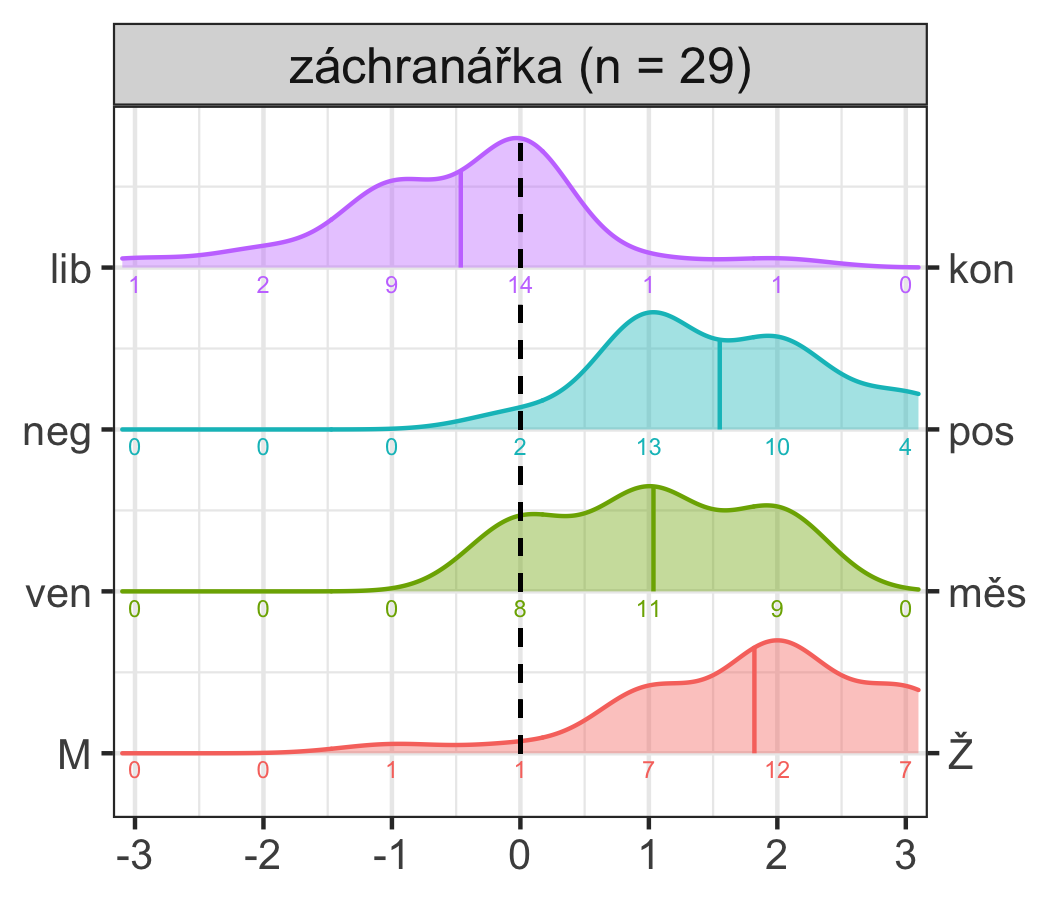 záchranářka (n = 29)
lib kon
1 2 9 14 1 1 0
neg pos
0 0 0 2 13 10 4
ven měs
0 0 0 8 11 9 0
M Ž
0 0 1 1 7 12 7
-3 -2 -1 0 1 2 3